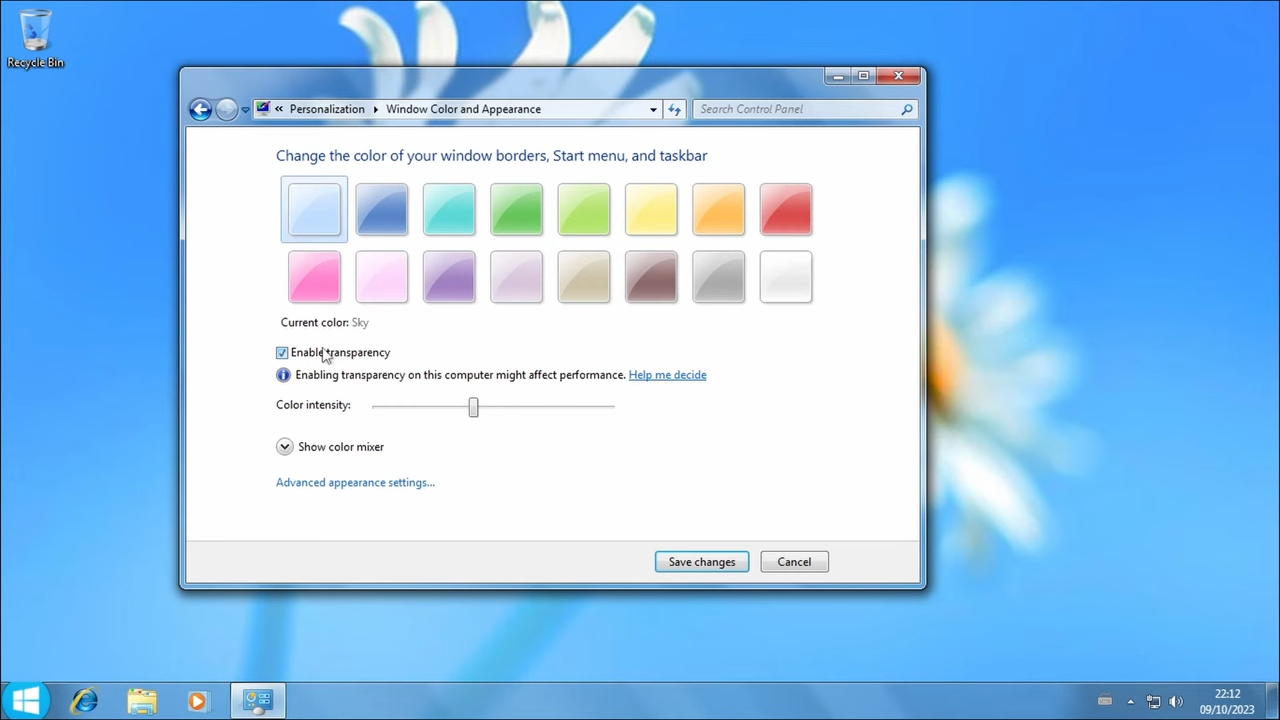 Recycle Bin
« Personalization ▸ Window Color and Appearance
Search Control Panel
Change the color of your window borders, Start menu, and taskbar
Current color: Sky
Enable transparency
Enabling transparency on this computer might affect performance. Help me decide
Color intensity:
Show color mixer
Advanced appearance settings...
Save changes
Cancel
22:12
09/10/2023